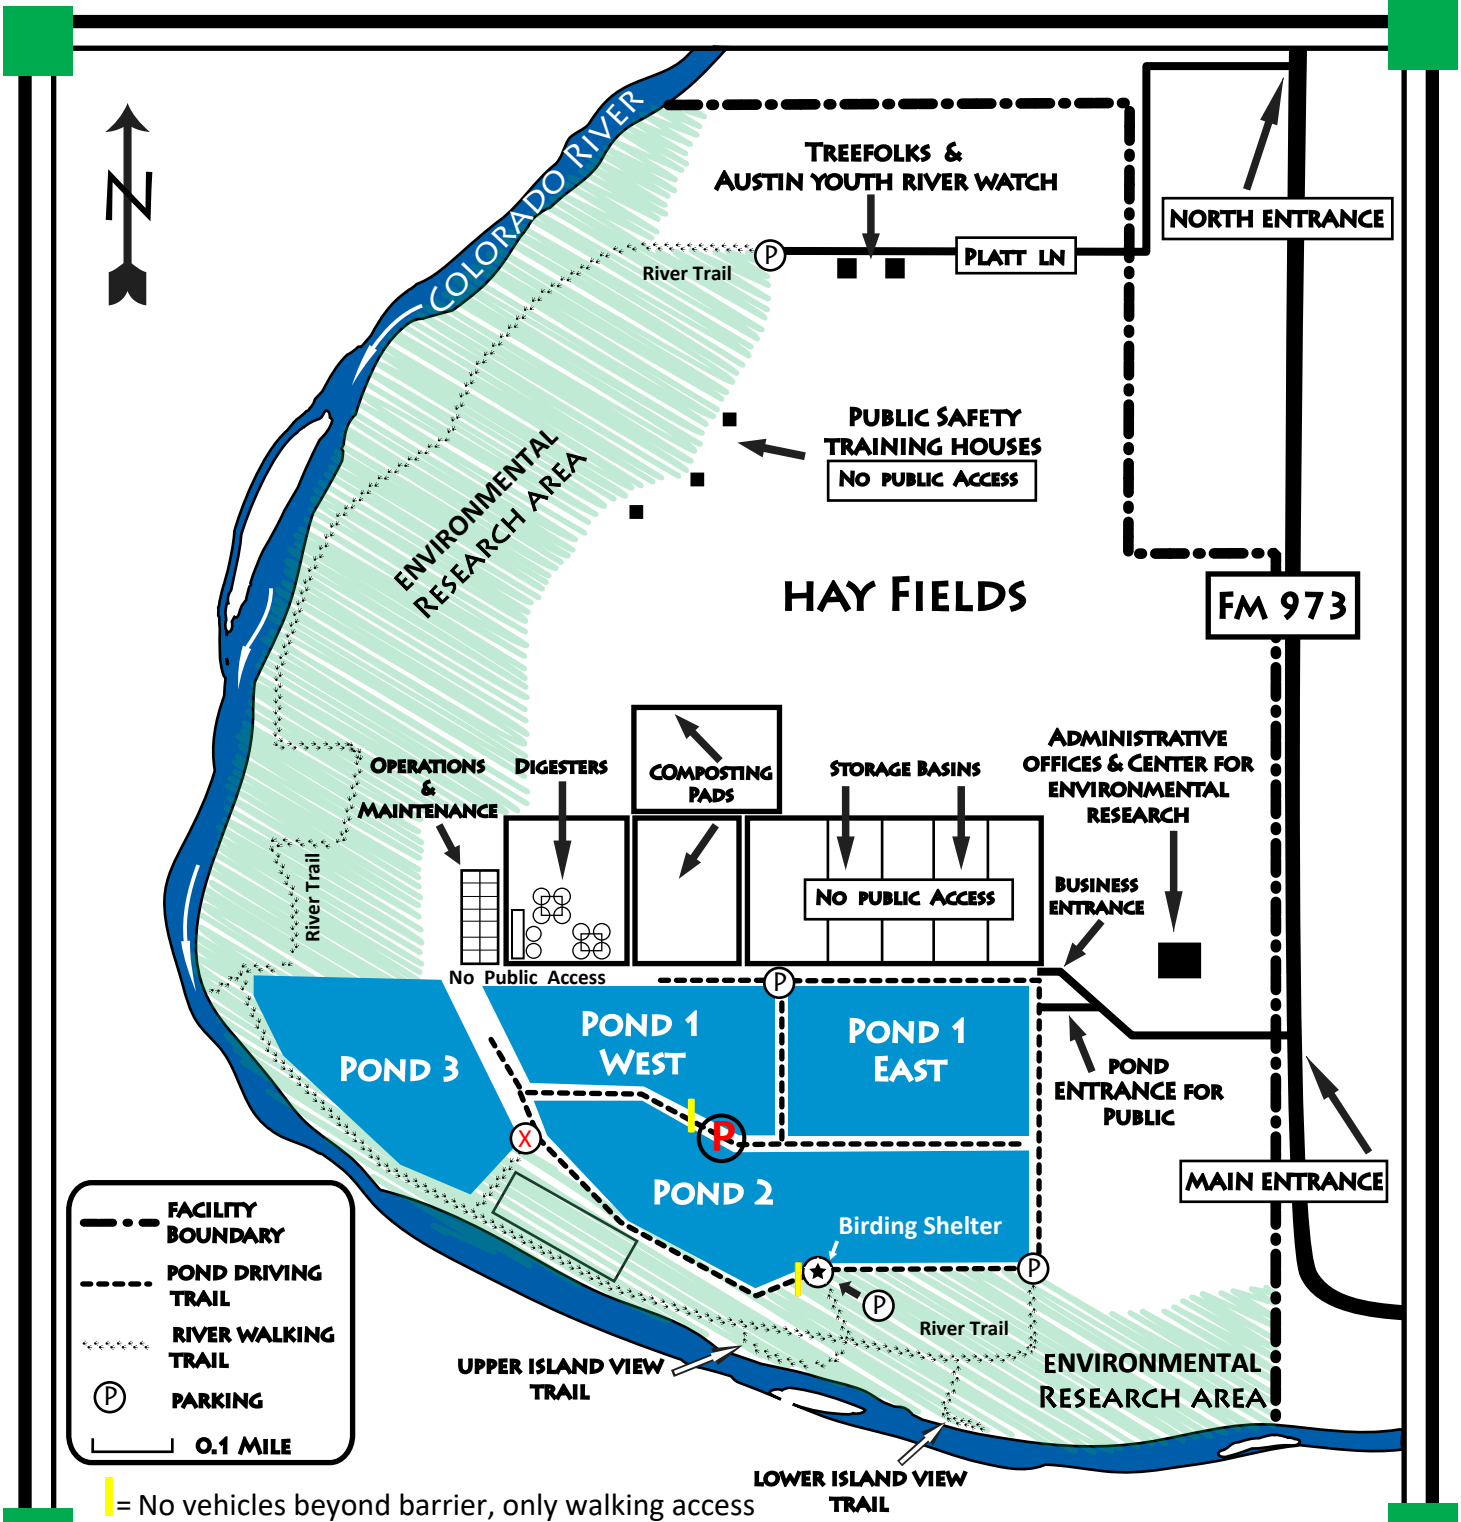 COLORADO RIVER
N
TREEFOLKS &
AUSTIN YOUTH RIVER WATCH
NORTH ENTRANCE
PLATT LN
P
River Trail
PUBLIC SAFETY
TRAINING HOUSES
NO PUBLIC ACCESS
ENVIRONMENTAL
RESEARCH AREA
HAY FIELDS
FM 973
ADMINISTRATIVE
OFFICES & CENTER FOR
ENVIRONMENTAL
RESEARCH
OPERATIONS
&
MAINTENANCE
DIGESTERS
COMPOSTING
PADS
STORAGE BASINS
NO PUBLIC ACCESS
BUSINESS
ENTRANCE
River Trail
No Public Access
P
POND 1
WEST
POND 1
EAST
POND 3
POND
ENTRANCE FOR
PUBLIC
X
P
MAIN ENTRANCE
POND 2
Birding Shelter
P
P
River Trail
UPPER ISLAND VIEW
TRAIL
ENVIRONMENTAL
RESEARCH AREA
LOWER ISLAND VIEW
TRAIL
FACILITY
BOUNDARY
POND DRIVING
TRAIL
RIVER WALKING
TRAIL
P PARKING
0.1 MILE
= No vehicles beyond barrier, only walking access